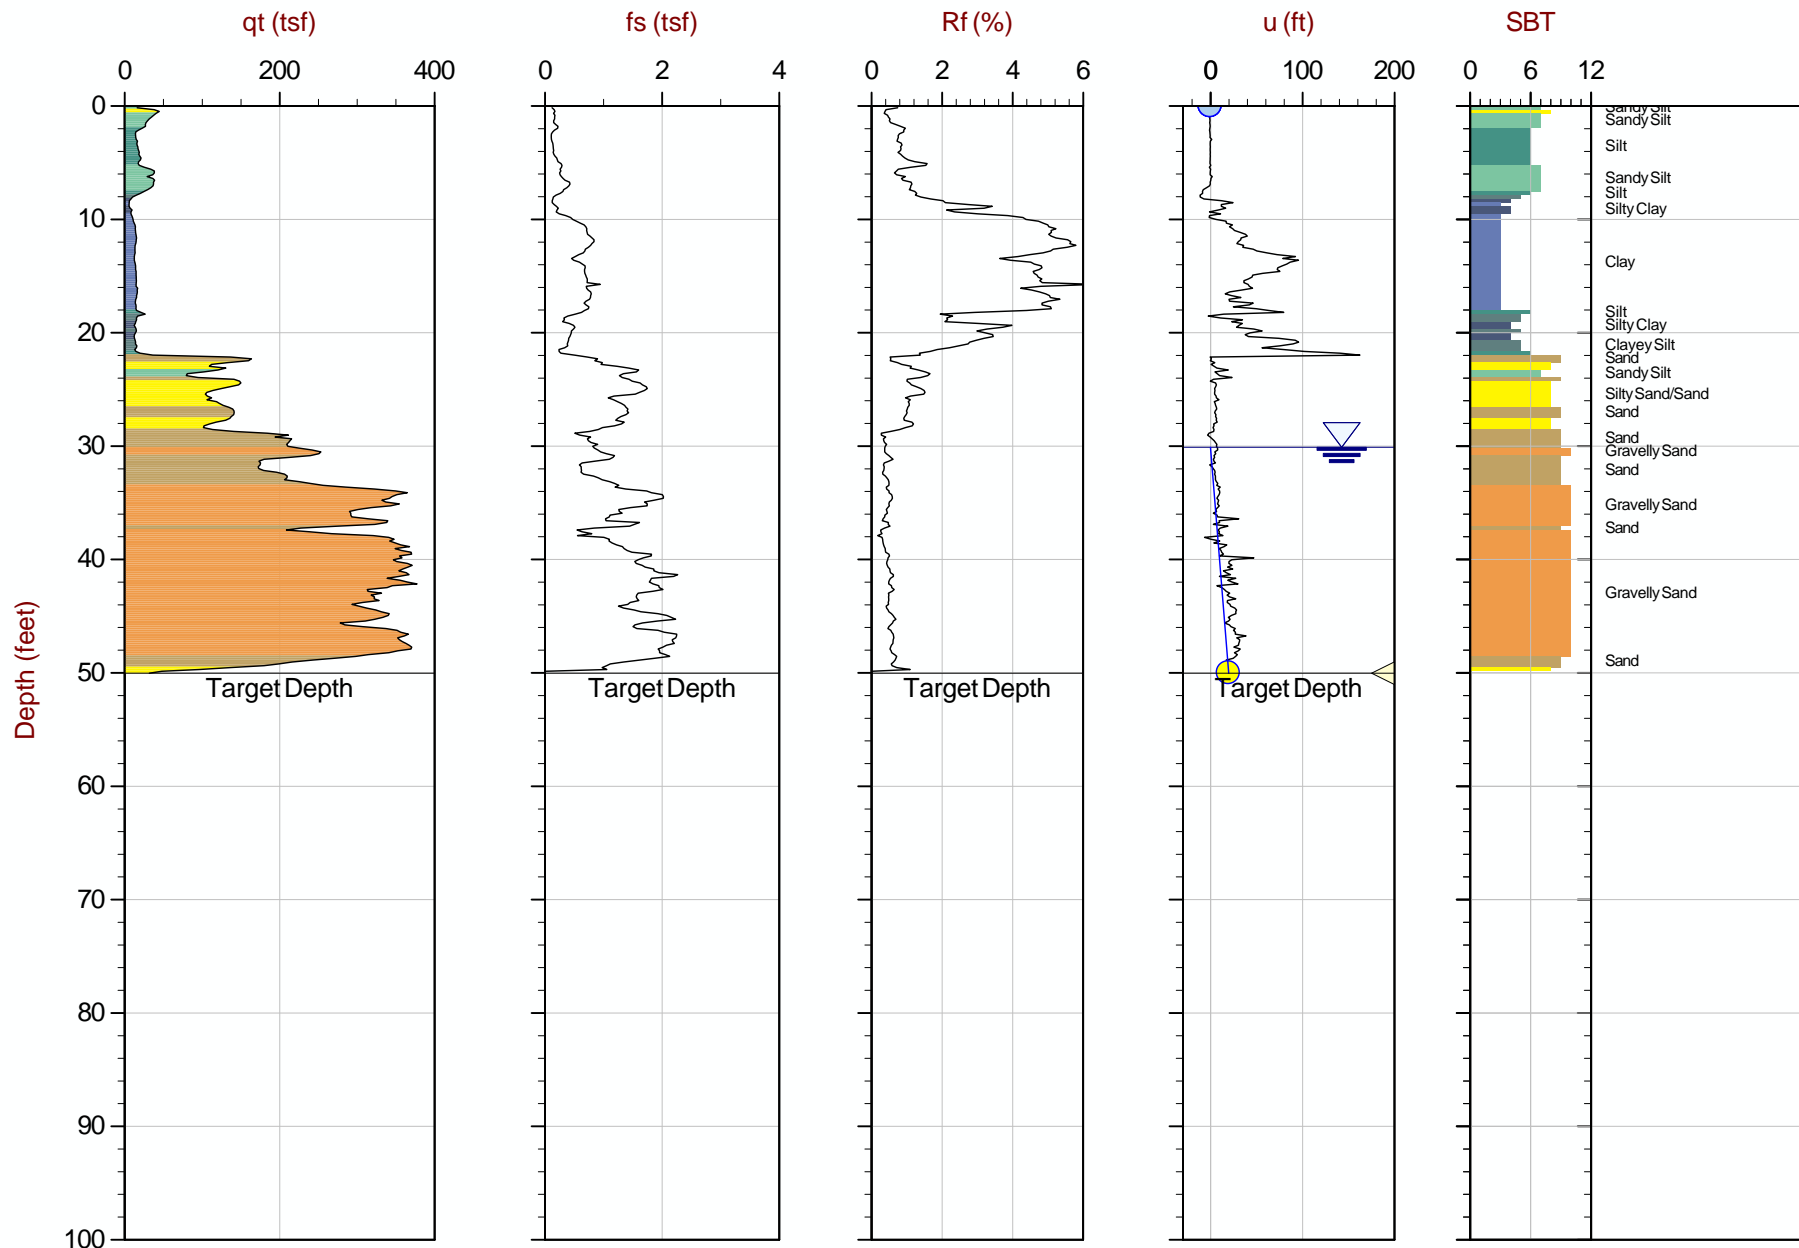 qt (tsf) fs (tsf) Rf (%) u (ft) SBT
0 200 400 0 2 4 0 2 4 6 0 100 200 0 6 12
0
Sandy Silt
Sandy Silt
Silt
Sandy Silt
Silt
Silty Clay
10
Clay
Silt
Silty Clay
20
Clayey Silt
Sand
Sandy Silt
Silty Sand/Sand
Sand
Sand
30
Gravelly Sand
Sand
Gravelly Sand
Sand
40
Gravelly Sand
Sand
50
Target Depth Target Depth Target Depth Target Depth
Depth (feet)
60
70
80
90
100